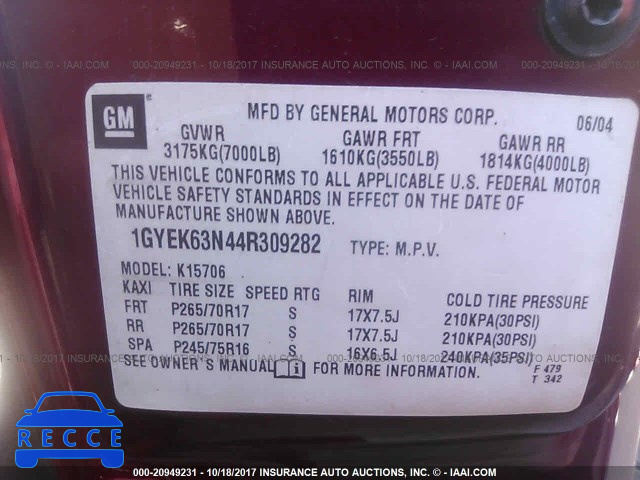 000-20949231 - 10/18/2017 INSURANCE AUTO AUCTIONS, INC. - IAAI.COM
GM
MFD BY GENERAL MOTORS CORP. 06/04
GVWR GAWR FRT GAWR RR
3175KG(7000LB) 1610KG(3550LB) 1814KG(4000LB)
THIS VEHICLE CONFORMS TO ALL APPLICABLE U.S. FEDERAL MOTOR
VEHICLE SAFETY STANDARDS IN EFFECT ON THE DATE OF
MANUFACTURE SHOWN ABOVE.
1GYEK63N44R309282 TYPE: M.P.V.
MODEL: K15706
KAXI TIRE SIZE SPEED RTG RIM COLD TIRE PRESSURE
FRT P265/70R17 S 17X7.5J 210KPA(30PSI)
RR P265/70R17 S 17X7.5J 210KPA(30PSI)
SPA P245/75R16 S 16X6.5J 240KPA(35PSI)
SEE OWNER'S MANUAL FOR MORE INFORMATION.
F 479
T 342
RECCE
000-20949231 - 10/18/2017 INSURANCE AUTO AUCTIONS, INC. - IAAI.COM